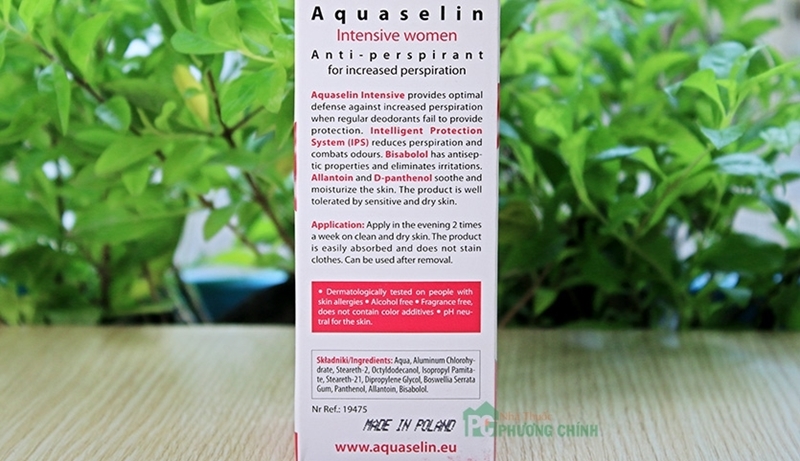 Aquaselin
Intensive women
Anti-perspirant
for increased perspiration
Aquaselin Intensive provides optimal
defense against increased perspiration
when regular deodorants fail to provide
protection. Intelligent Protection
System (IPS) reduces perspiration and
combats odours. Bisabolol has antisep-
tic properties and eliminates irritations.
Allantoin and D-panthenol soothe and
moisturize the skin. The product is well
tolerated by sensitive and dry skin.
Application: Apply in the evening 2 times
a week on clean and dry skin. The product
is easily absorbed and does not stain
clothes. Can be used after removal.
• Dermatologically tested on people with
skin allergies • Alcohol free • Fragrance free,
does not contain color additives • pH neu-
tral for the skin.
Składniki/Ingredients: Aqua, Aluminum Chlorohy-
drate, Steareth-2, Octyldodecanol, Isopropyl Pamita-
te, Steareth-21, Dipropylene Glycol, Boswellia Serrata
Gum, Panthenol, Allantoin, Bisabolol.
Nr Ref.: 19475
MADE IN POLAND
www.aquaselin.eu
Nhà Thuốc
PC PHƯƠNG CHÍNH